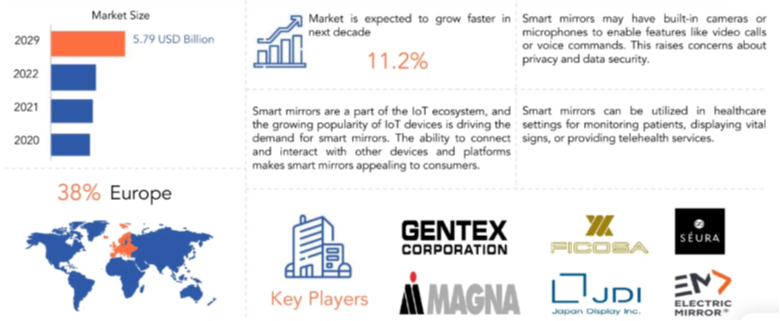 Market Size
2029
5.79 USD Billion
2022
2021
2020
38% Europe
Market is expected to grow faster in
next decade
11.2%
Smart mirrors may have built-in cameras or
microphones to enable features like video calls
or voice commands. This raises concerns about
privacy and data security.
Smart mirrors are a part of the IoT ecosystem, and
the growing popularity of IoT devices is driving the
demand for smart mirrors. The ability to connect
and interact with other devices and platforms
makes smart mirrors appealing to consumers.
Smart mirrors can be utilized in healthcare
settings for monitoring patients, displaying vital
signs, or providing telehealth services.
Key Players
GENTEX
CORPORATION
FICOSA
SÉURA
MAGNA
JDI
Japan Display Inc.
EM
ELECTRIC
MIRROR®